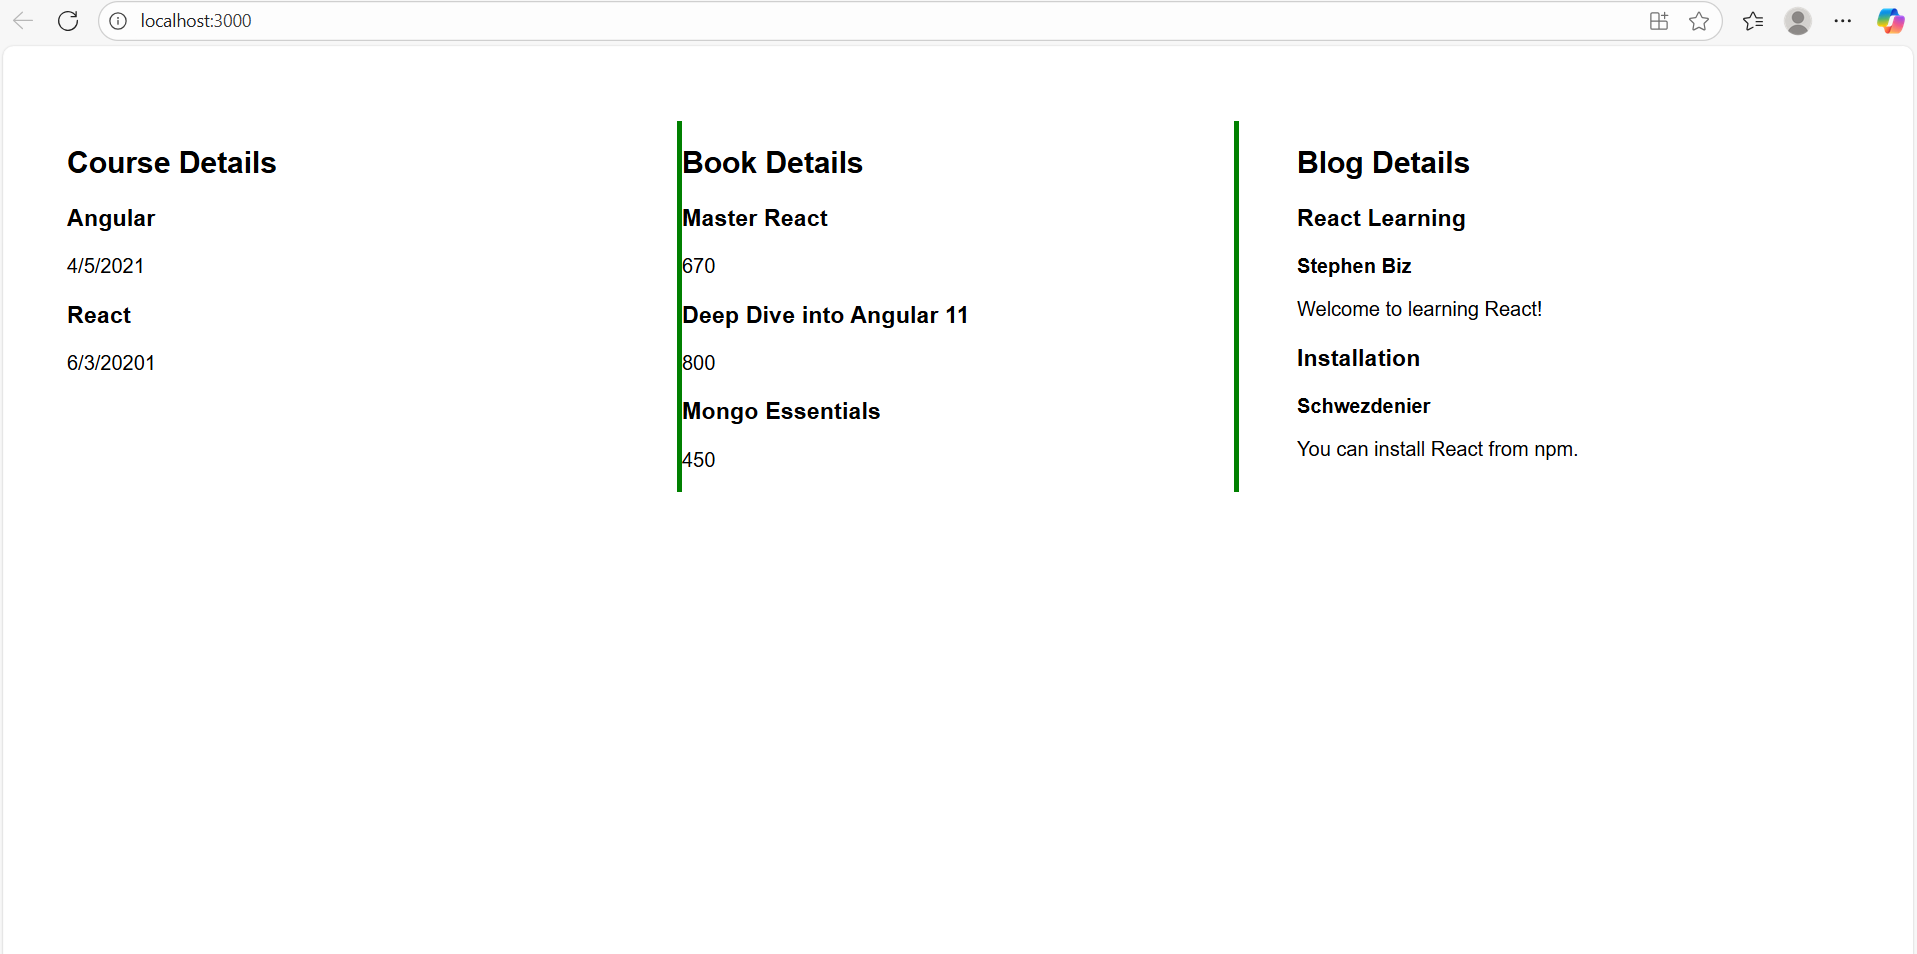 localhost:3000
Course Details
Angular
4/5/2021
React
6/3/20201
Book Details
Master React
670
Deep Dive into Angular 11
800
Mongo Essentials
450
Blog Details
React Learning
Stephen Biz
Welcome to learning React!
Installation
Schwezdenier
You can install React from npm.